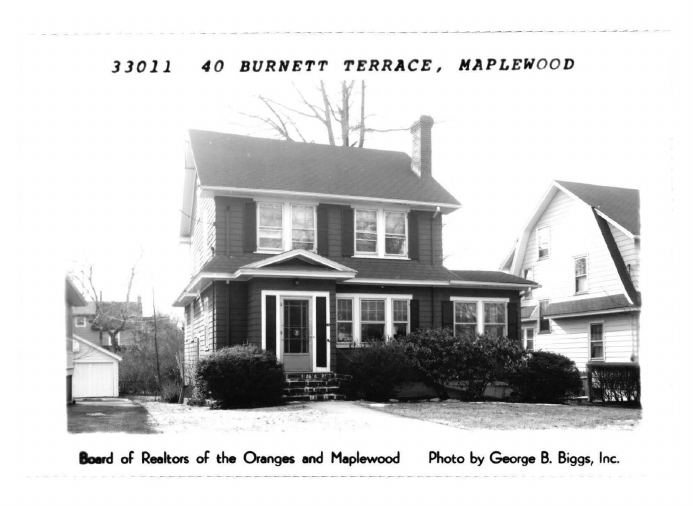 33011 40 BURNETT TERRACE, MAPLEWOOD
Board of Realtors of the Oranges and Maplewood Photo by George B. Biggs, Inc.